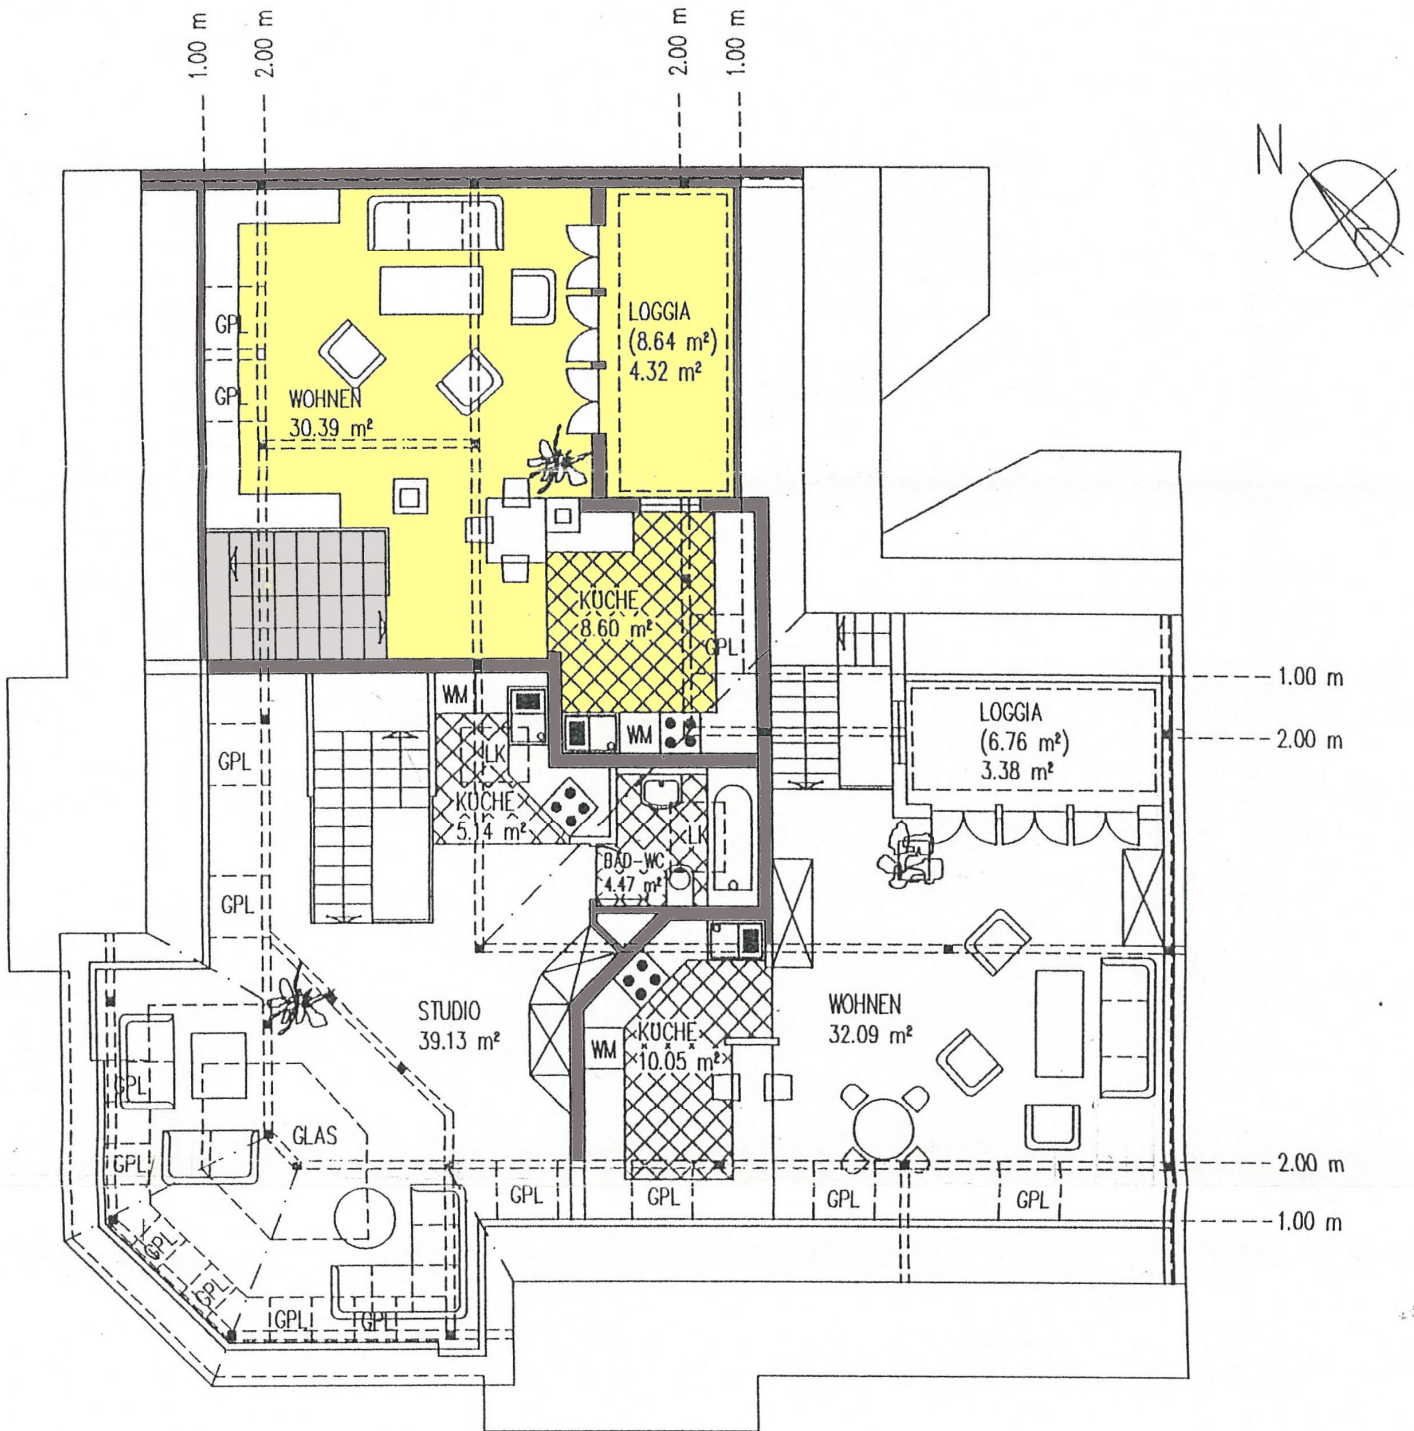 1.00 m
2.00 m
2.00 m
1.00 m
N
LOGGIA
(8.64 m²)
4.32 m²
GPL
GPL
WOHNEN
30.39 m²
KÜCHE
8.60 m²
GPL
1.00 m
WM
LOGGIA
(6.76 m²)
3.38 m²
2.00 m
WM
GPL
LK
KÜCHE
5.14 m²
LK
BAD-WC
4.47 m²
GPL
STUDIO
39.13 m²
WOHNEN
32.09 m²
KÜCHE
10.05 m²
WM
GPL
GLAS
GPL
2.00 m
GPL
GPL
GPL
GPL
1.00 m
GPL
GPL
GPL
GPL